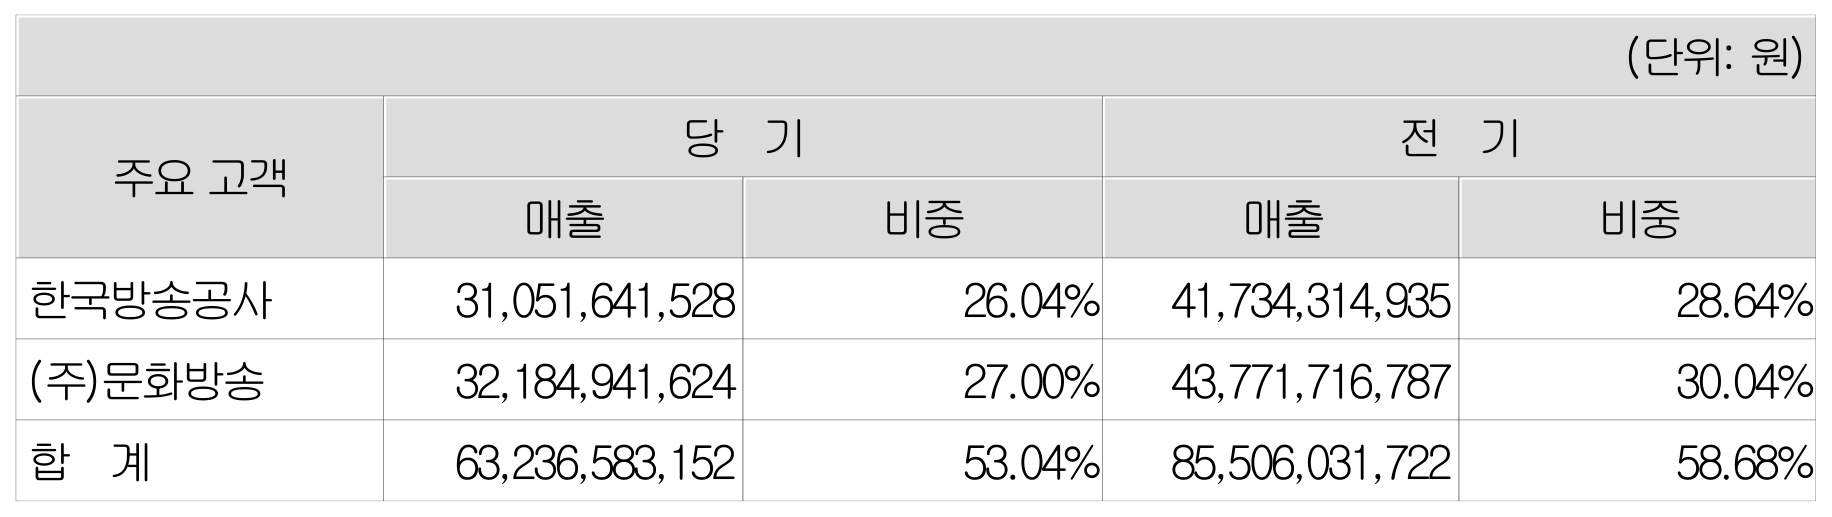 (단위: 원)
주요 고객 당 기 전 기
매출 비중 매출 비중
한국방송공사 31,051,641,528 26.04% 41,734,314,935 28.64%
(주)문화방송 32,184,941,624 27.00% 43,771,716,787 30.04%
합 계 63,236,583,152 53.04% 85,506,031,722 58.68%